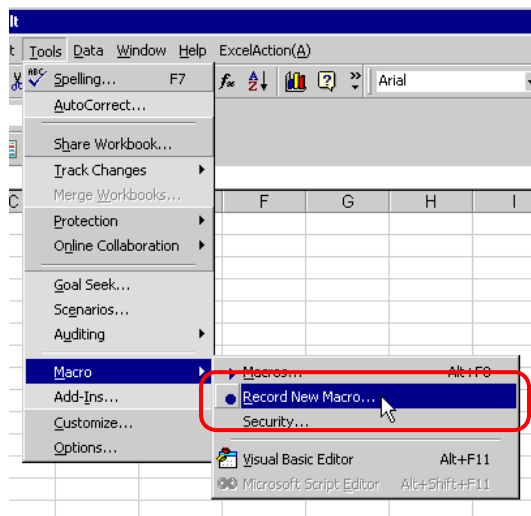 lt
t Tools Data Window Help ExcelAction(A)
ABC Spelling... F7 fx A Z Arial
AutoCorrect...
Share Workbook...
Track Changes
Merge Workbooks...
C F G H I
Protection
Online Collaboration
Goal Seek...
Scenarios...
Auditing
Macro Macros... Alt+F8
Add-Ins... Record New Macro...
Customize... Security...
Options... Visual Basic Editor Alt+F11
Microsoft Script Editor Alt+Shift+F11